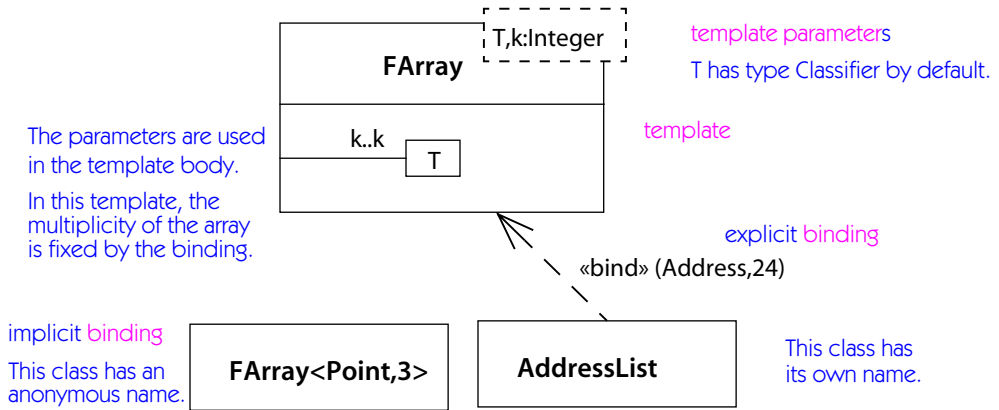 T,k:Integer
FArray
template parameters
T has type Classifier by default.
The parameters are used
in the template body.
In this template, the
multiplicity of the array
is fixed by the binding.
k..k
T
template
explicit binding
«bind» (Address,24)
implicit binding
This class has an
anonymous name.
FArray<Point,3>
AddressList
This class has
its own name.